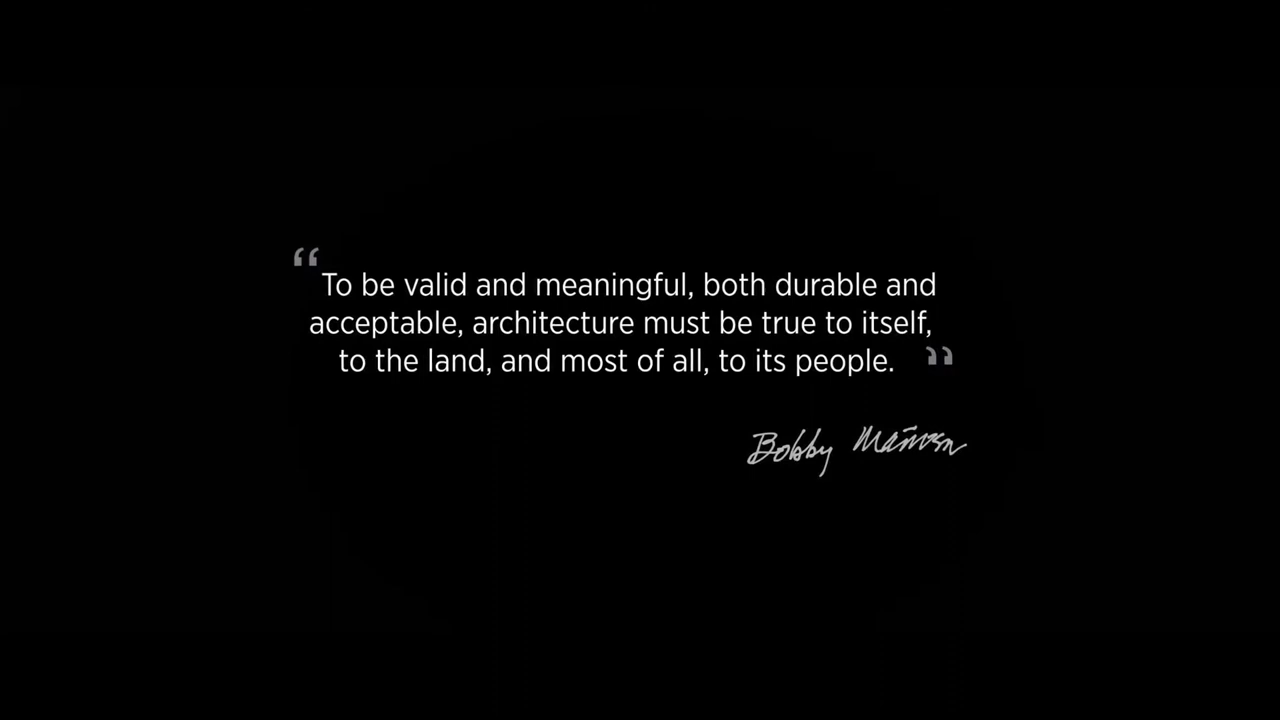 “To be valid and meaningful, both durable and
acceptable, architecture must be true to itself,
to the land, and most of all, to its people.”
Bobby Mañosa